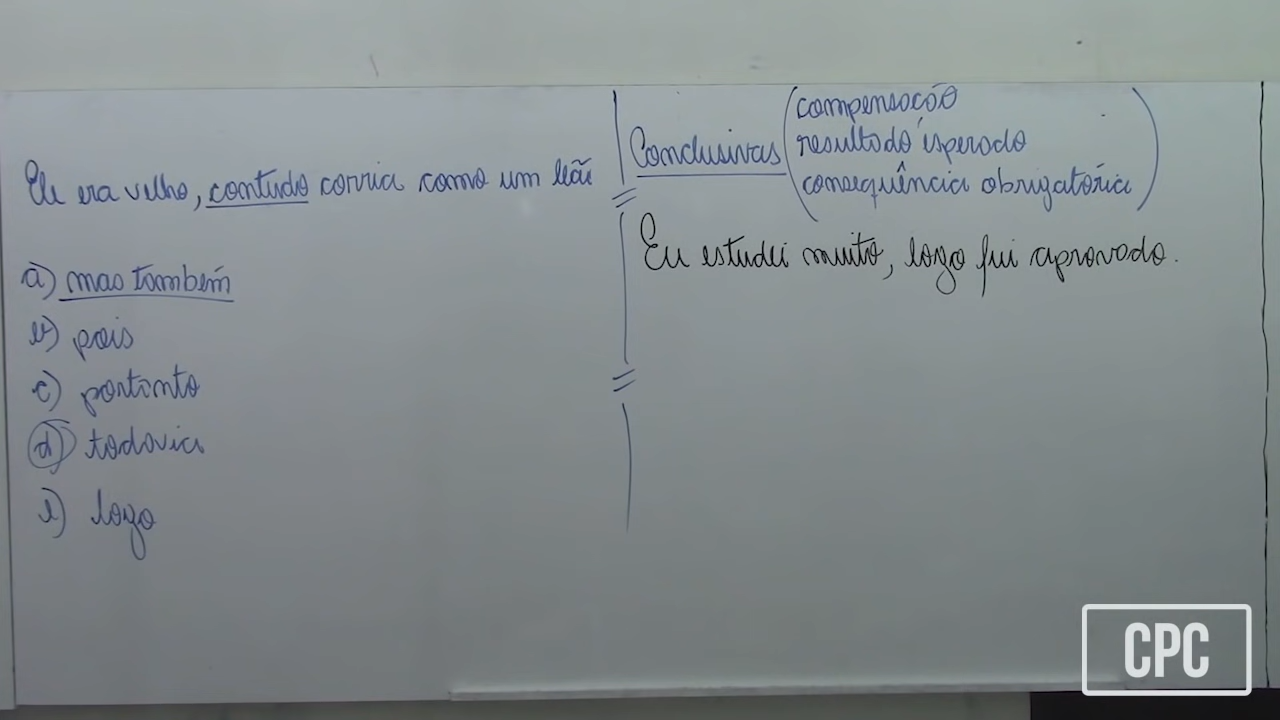 Ele era velho, contudo corria como um leão
a) mas também
b) pois
c) portanto
d) todavia
e) logo
Conclusivas
compensação
resultado esperado
consequência obrigatória
Eu estudei muito, logo fui aprovado.
CPC